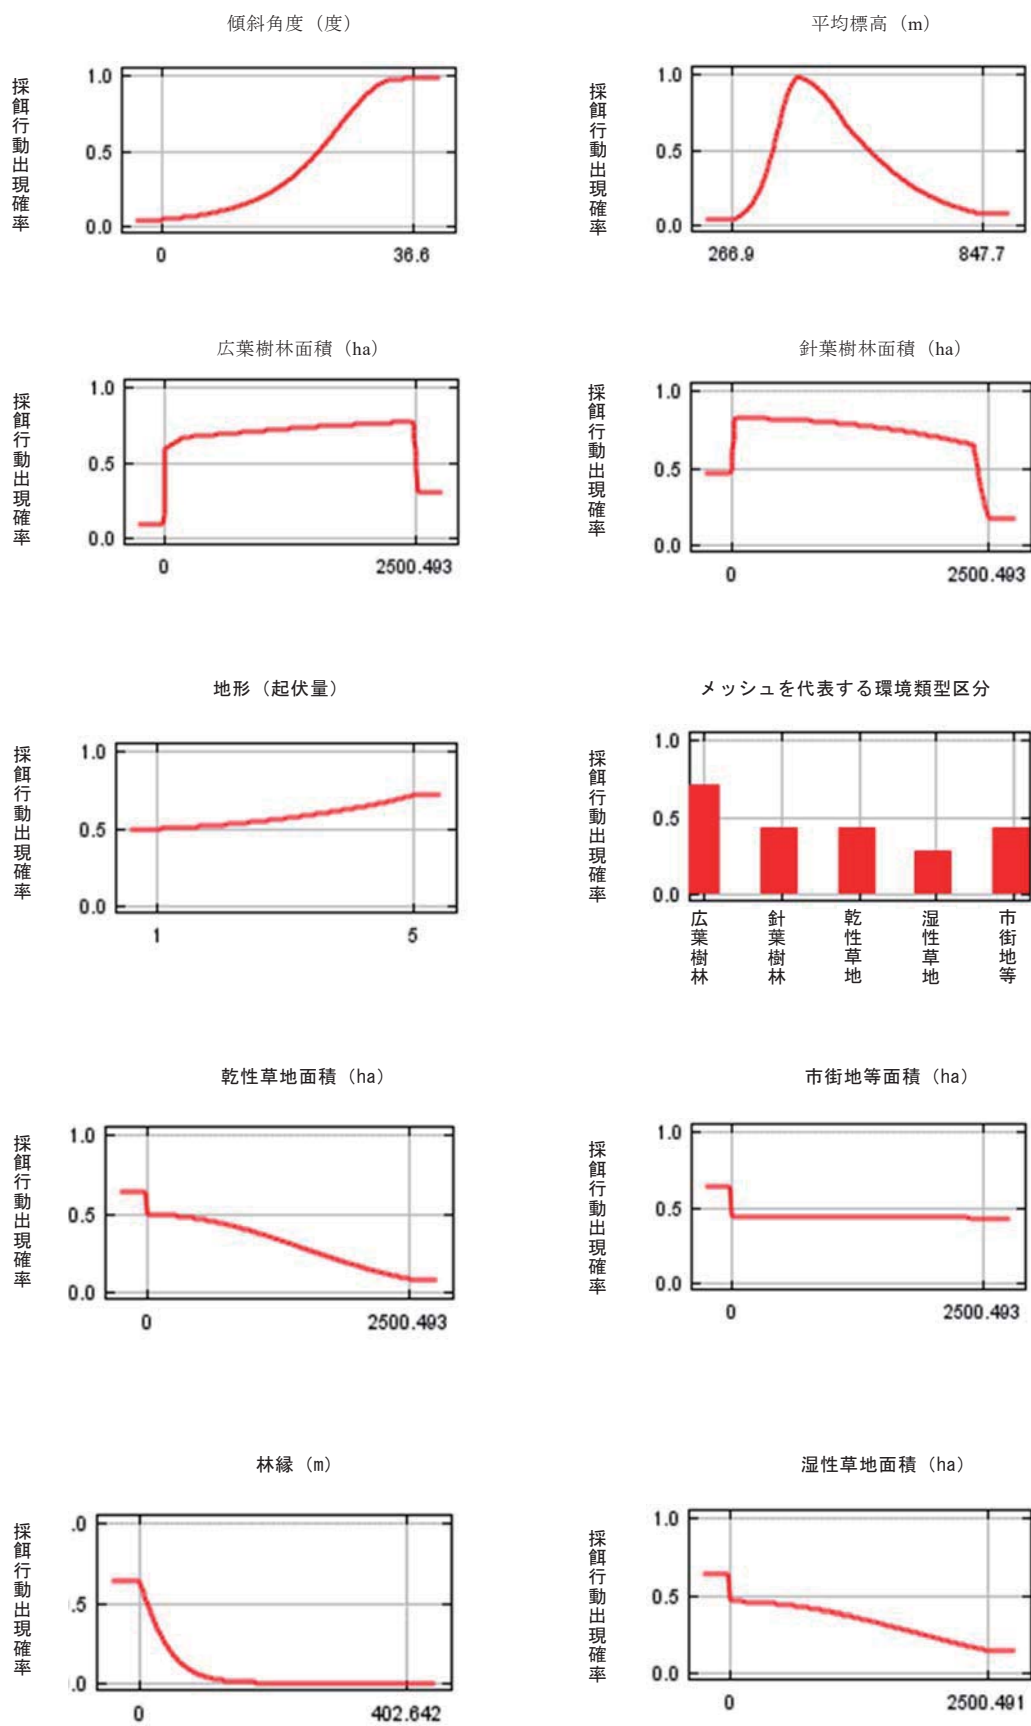 傾斜角度（度）
採餌行動出現確率
1.0
0.5
0.0
0
36.6
平均標高（m）
採餌行動出現確率
1.0
0.5
0.0
266.9
847.7
広葉樹林面積（ha）
採餌行動出現確率
1.0
0.5
0.0
0
2500.493
針葉樹林面積（ha）
採餌行動出現確率
1.0
0.5
0.0
0
2500.493
地形（起伏量）
採餌行動出現確率
1.0
0.5
0.0
1
5
メッシュを代表する環境類型区分
採餌行動出現確率
1.0
0.5
0.0
広葉樹林
針葉樹林
乾性草地
湿性草地
市街地等
乾性草地面積（ha）
採餌行動出現確率
1.0
0.5
0.0
0
2500.493
市街地等面積（ha）
採餌行動出現確率
1.0
0.5
0.0
0
2500.493
林縁（m）
採餌行動出現確率
.0
.5
.0
0
402.642
湿性草地面積（ha）
採餌行動出現確率
1.0
0.5
0.0
0
2500.491